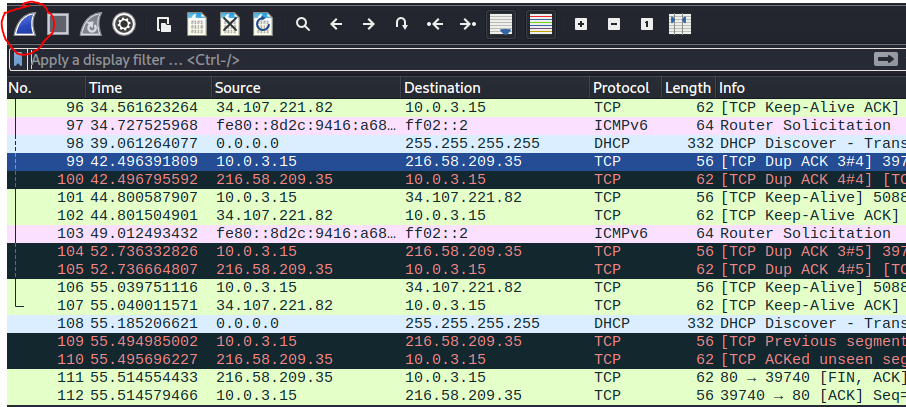 Apply a display filter … <Ctrl-/>
No. Time Source Destination Protocol Length Info
96 34.561623264 34.107.221.82 10.0.3.15 TCP 62 [TCP Keep-Alive ACK]
97 34.727525968 fe80::8d2c:9416:a68… ff02::2 ICMPv6 64 Router Solicitation
98 39.061264077 0.0.0.0 255.255.255.255 DHCP 332 DHCP Discover - Trans
99 42.496391809 10.0.3.15 216.58.209.35 TCP 56 [TCP Dup ACK 3#4] 397
100 42.496795592 216.58.209.35 10.0.3.15 TCP 62 [TCP Dup ACK 4#4] [TC
101 44.800587907 10.0.3.15 34.107.221.82 TCP 56 [TCP Keep-Alive] 5088
102 44.801504901 34.107.221.82 10.0.3.15 TCP 62 [TCP Keep-Alive ACK]
103 49.012493432 fe80::8d2c:9416:a68… ff02::2 ICMPv6 64 Router Solicitation
104 52.736332826 10.0.3.15 216.58.209.35 TCP 56 [TCP Dup ACK 3#5] 397
105 52.736664807 216.58.209.35 10.0.3.15 TCP 62 [TCP Dup ACK 4#5] [TC
106 55.039751116 10.0.3.15 34.107.221.82 TCP 56 [TCP Keep-Alive] 5088
107 55.040011571 34.107.221.82 10.0.3.15 TCP 62 [TCP Keep-Alive ACK]
108 55.185206621 0.0.0.0 255.255.255.255 DHCP 332 DHCP Discover - Trans
109 55.494985002 10.0.3.15 216.58.209.35 TCP 56 [TCP Previous segment
110 55.495696227 216.58.209.35 10.0.3.15 TCP 62 [TCP ACKed unseen seg
111 55.514554433 216.58.209.35 10.0.3.15 TCP 62 80 → 39740 [FIN, ACK]
112 55.514579466 10.0.3.15 216.58.209.35 TCP 56 39740 → 80 [ACK] Seq=